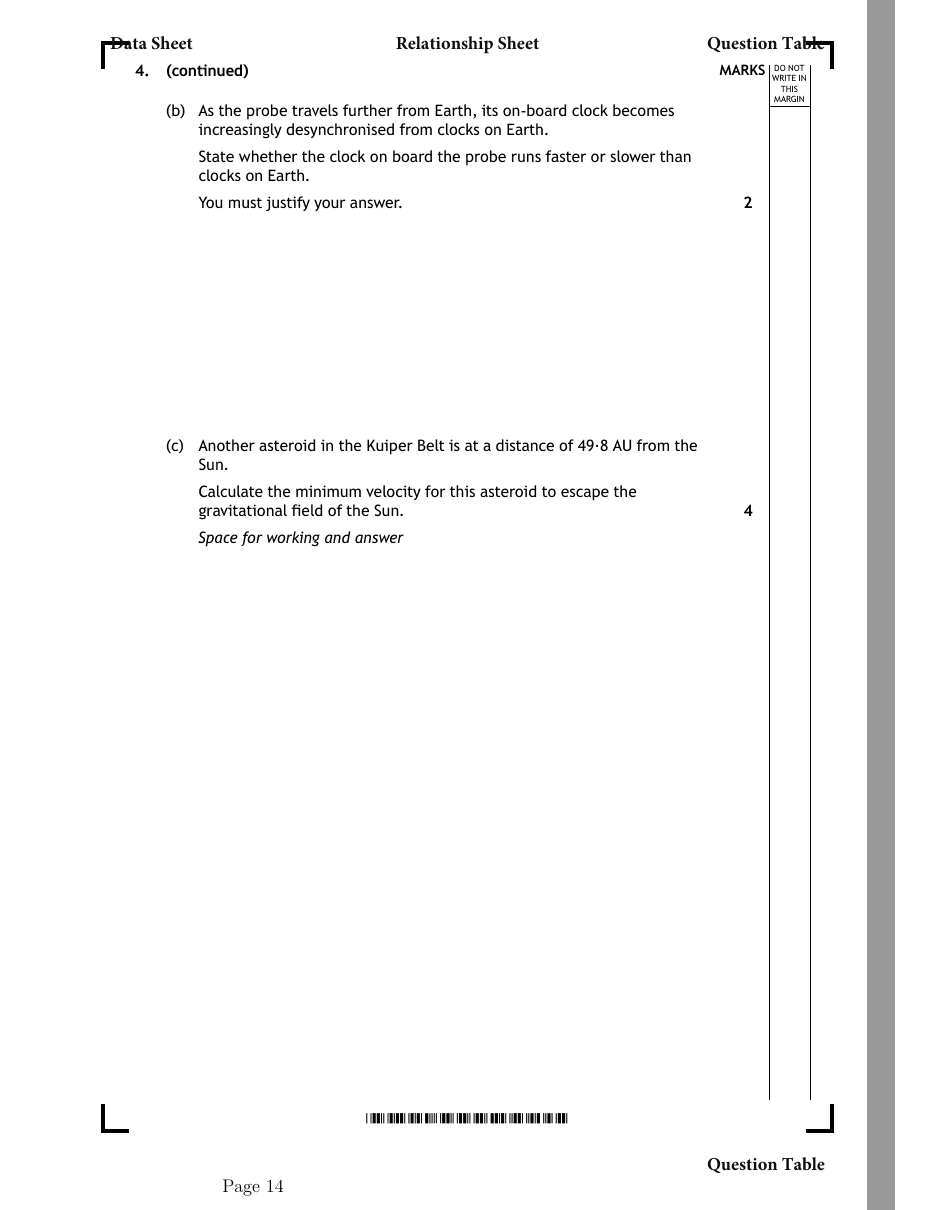 Data Sheet Relationship Sheet Question Table
4. (continued) MARKS DO NOT
WRITE IN
THIS
MARGIN
(b) As the probe travels further from Earth, its on-board clock becomes
increasingly desynchronised from clocks on Earth.
State whether the clock on board the probe runs faster or slower than
clocks on Earth.
You must justify your answer. 2
(c) Another asteroid in the Kuiper Belt is at a distance of 49·8 AU from the
Sun.
Calculate the minimum velocity for this asteroid to escape the
gravitational field of the Sun. 4
Space for working and answer
Question Table
Page 14